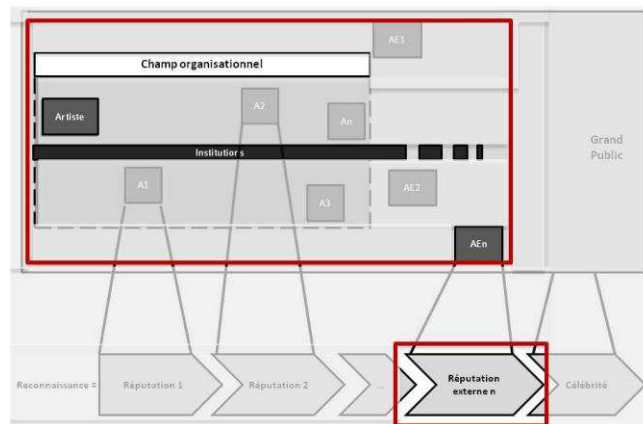 AE1
Champ organisationnel
A2
Artiste
An
Grand
Public
Institutions
A1
AE2
A3
AEn
Reconnaissance =
Réputation 1
Réputation 2
...
Réputation
externe n
Célébrité